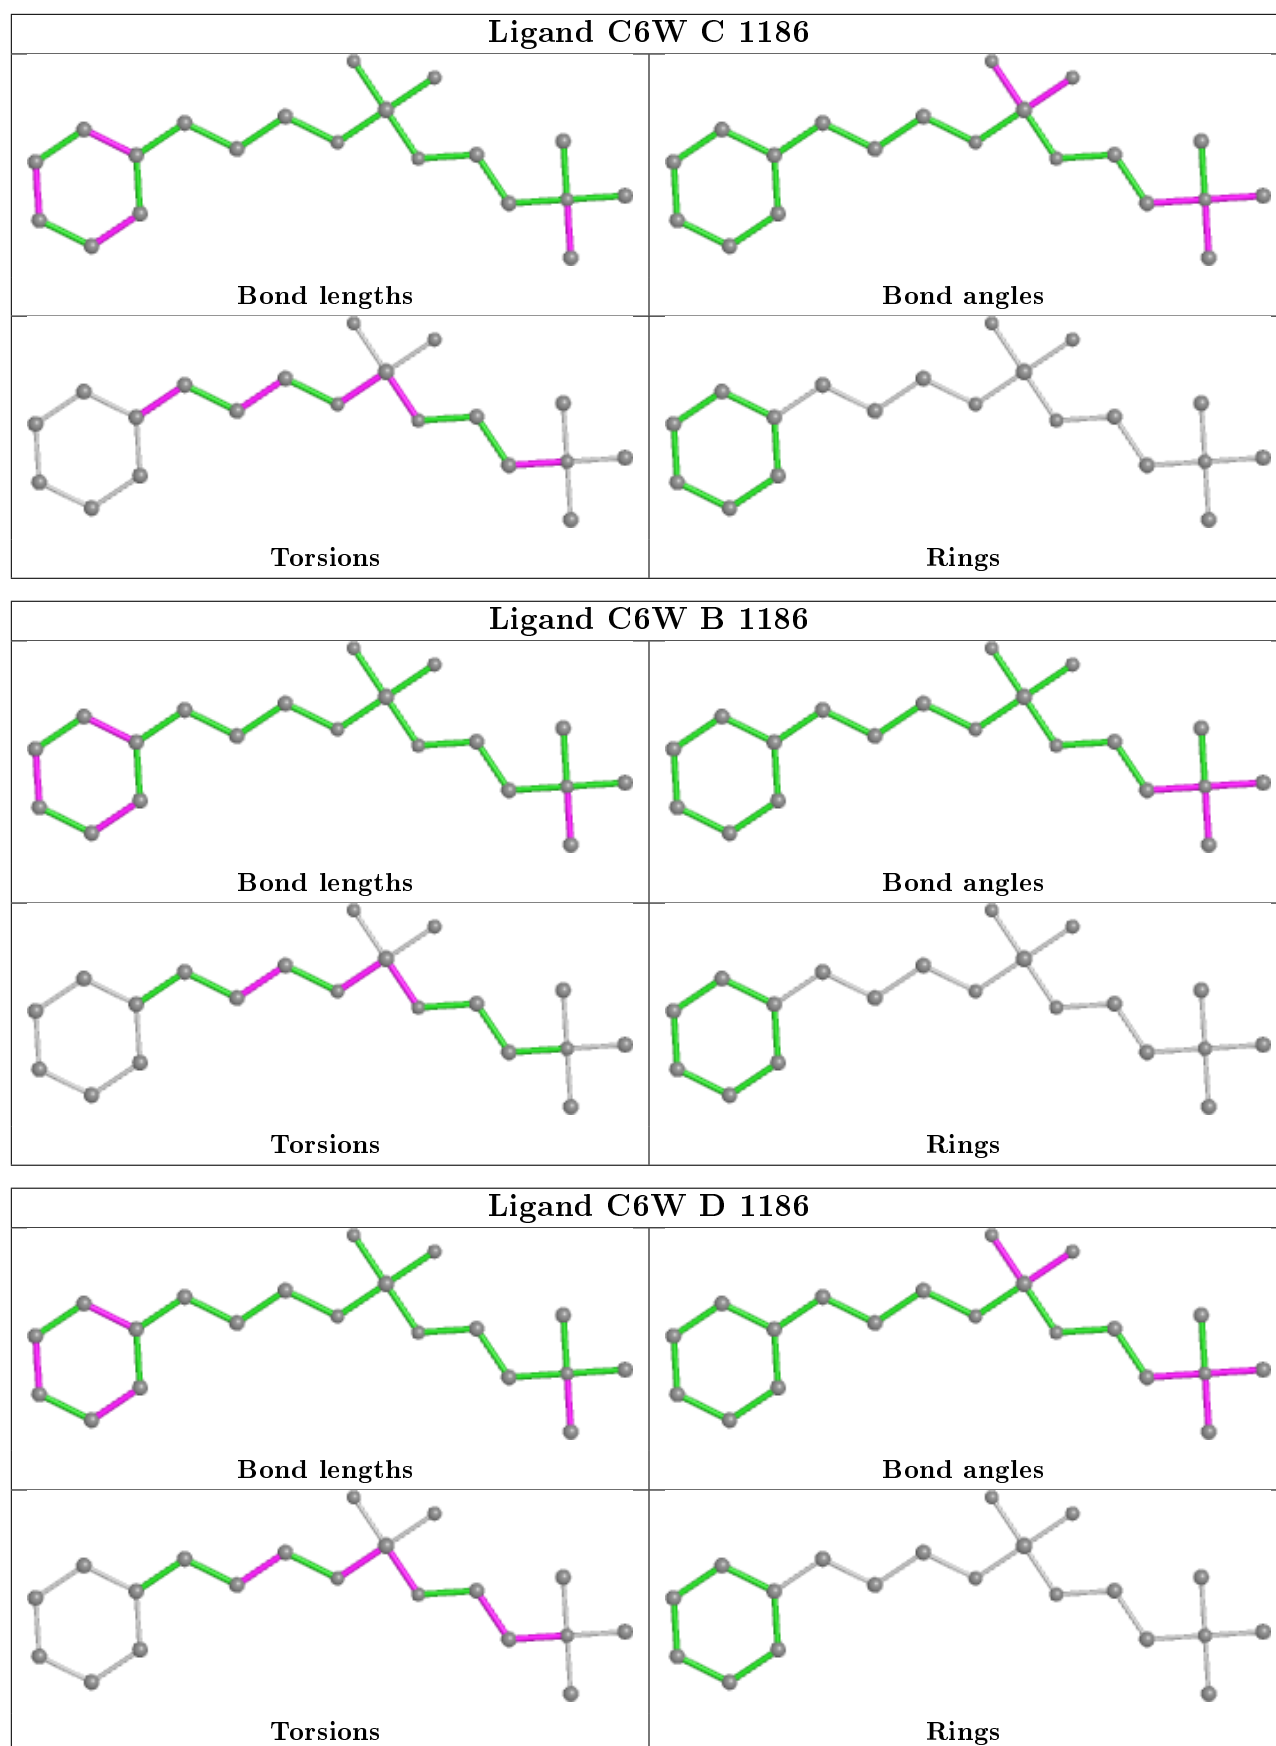 Ligand C6W C 1186
Bond lengths
Bond angles
Torsions
Rings
Ligand C6W B 1186
Bond lengths
Bond angles
Torsions
Rings
Ligand C6W D 1186
Bond lengths
Bond angles
Torsions
Rings